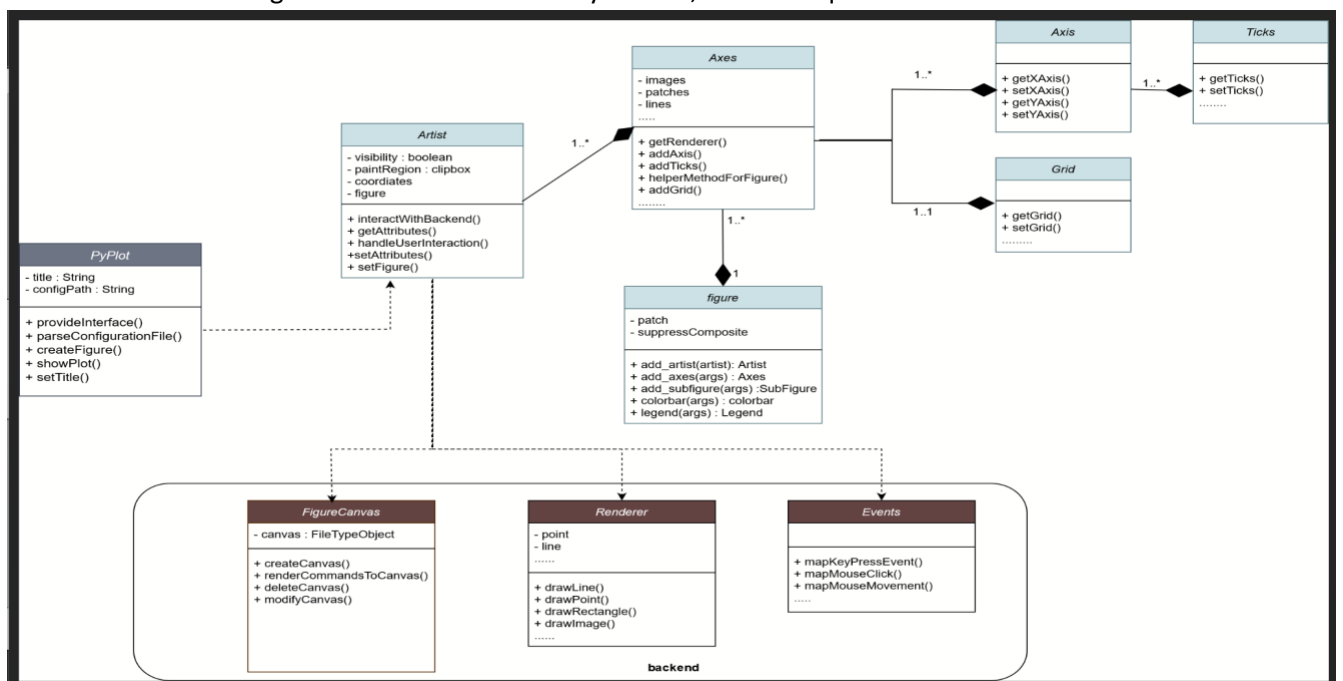 Axis
+ getXAxis()
+ setXAxis()
+ getYAxis()
+ setYAxis()
Ticks
+ getTicks()
+ setTicks()
........
Axes
- images
- patches
- lines
.....
+ getRenderer()
+ addAxis()
+ addTicks()
+ helperMethodForFigure()
+ addGrid()
........
1..*
1..*
1..*
1..1
1..*
1
Artist
- visibility : boolean
- paintRegion : clipbox
- coordiates
- figure
+ interactWithBackend()
+ getAttributes()
+ handleUserInteraction()
+setAttributes()
+ setFigure()
Grid
+ getGrid()
+ setGrid()
.........
PyPlot
- title : String
- configPath : String
+ provideInterface()
+ parseConfigurationFile()
+ createFigure()
+ showPlot()
+ setTitle()
figure
- patch
- suppressComposite
+ add_artist(artist): Artist
+ add_axes(args) : Axes
+ add_subfigure(args) :SubFigure
+ colorbar(args) : colorbar
+ legend(args) : Legend
FigureCanvas
- canvas : FileTypeObject
+ createCanvas()
+ renderCommandsToCanvas()
+ deleteCanvas()
+ modifyCanvas()
Renderer
- point
- line
......
+ drawLine()
+ drawPoint()
+ drawRectangle()
+ drawImage()
......
Events
+ mapKeyPressEvent()
+ mapMouseClick()
+ mapMouseMovement()
.....
backend